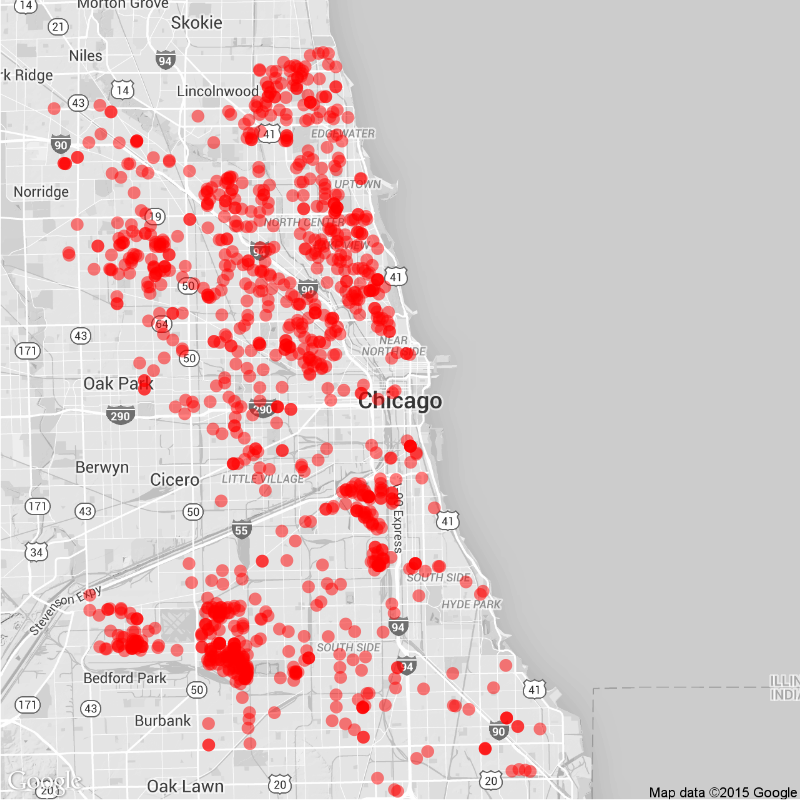 Morton Grove
14
21
Skokie
Niles
94
rk Ridge
14
Lincolnwood
43
41
EDGEWATER
90
UPTOWN
Norridge
19
NORTH CENTER
94
41
50
90
64
43
NEAR
NORTH SIDE
171
50
Oak Park
290
290
Chicago
Berwyn
Cicero
LITTLE VILLAGE
171
43
50
41
55
Express
34
SOUTH SIDE
Stevenson Expy
HYDE PARK
94
SOUTH SIDE
94
Bedford Park
ILLIN
INDIA
50
41
171
43
Burbank
90
Google
20
Oak Lawn
20
20
Map data ©2015 Google